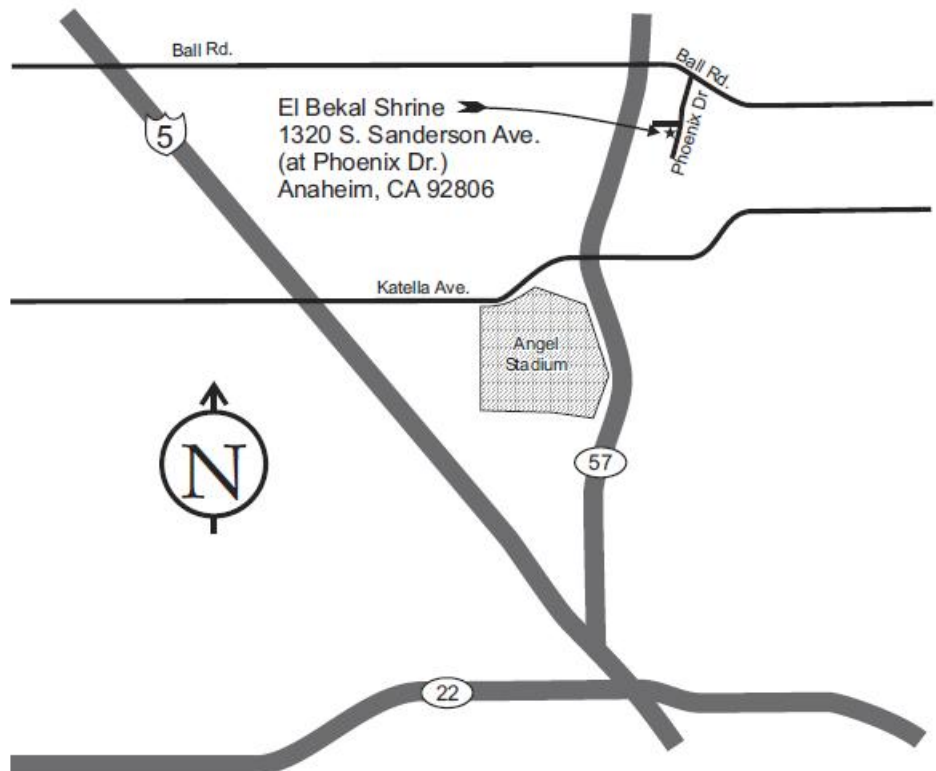 Ball Rd.
Ball Rd.
5
El Bekal Shrine
1320 S. Sanderson Ave.
(at Phoenix Dr.)
Anaheim, CA 92806
Phoenix Dr
Katella Ave.
Angel
Stadium
N
57
22